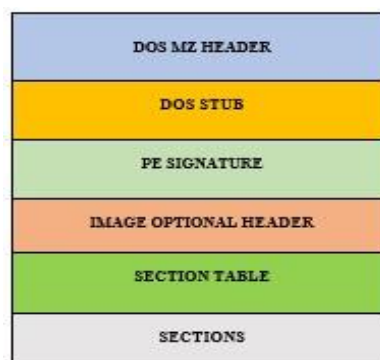 DOS MZ HEADER
DOS STUB
PE SIGNATURE
IMAGE OPTIONAL HEADER
SECTION TABLE
SECTIONS